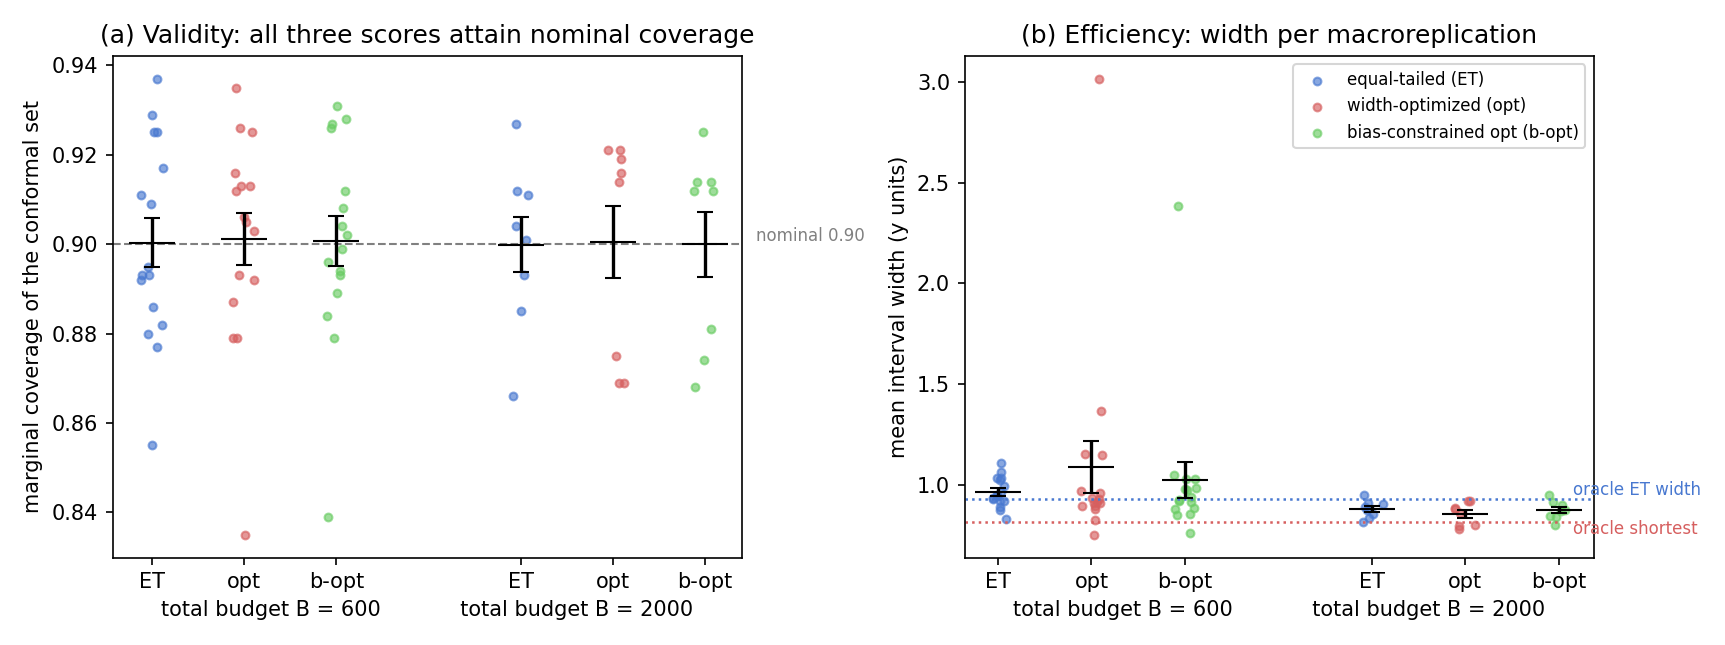 (a) Validity: all three scores attain nominal coverage
marginal coverage of the conformal set
0.94
0.92
0.90
0.88
0.86
0.84
nominal 0.90
ET
opt
b-opt
ET
opt
b-opt
total budget B = 600
total budget B = 2000
(b) Efficiency: width per macroreplication
mean interval width (y units)
3.0
2.5
2.0
1.5
1.0
equal-tailed (ET)
width-optimized (opt)
bias-constrained opt (b-opt)
oracle ET width
oracle shortest
ET
opt
b-opt
ET
opt
b-opt
total budget B = 600
total budget B = 2000